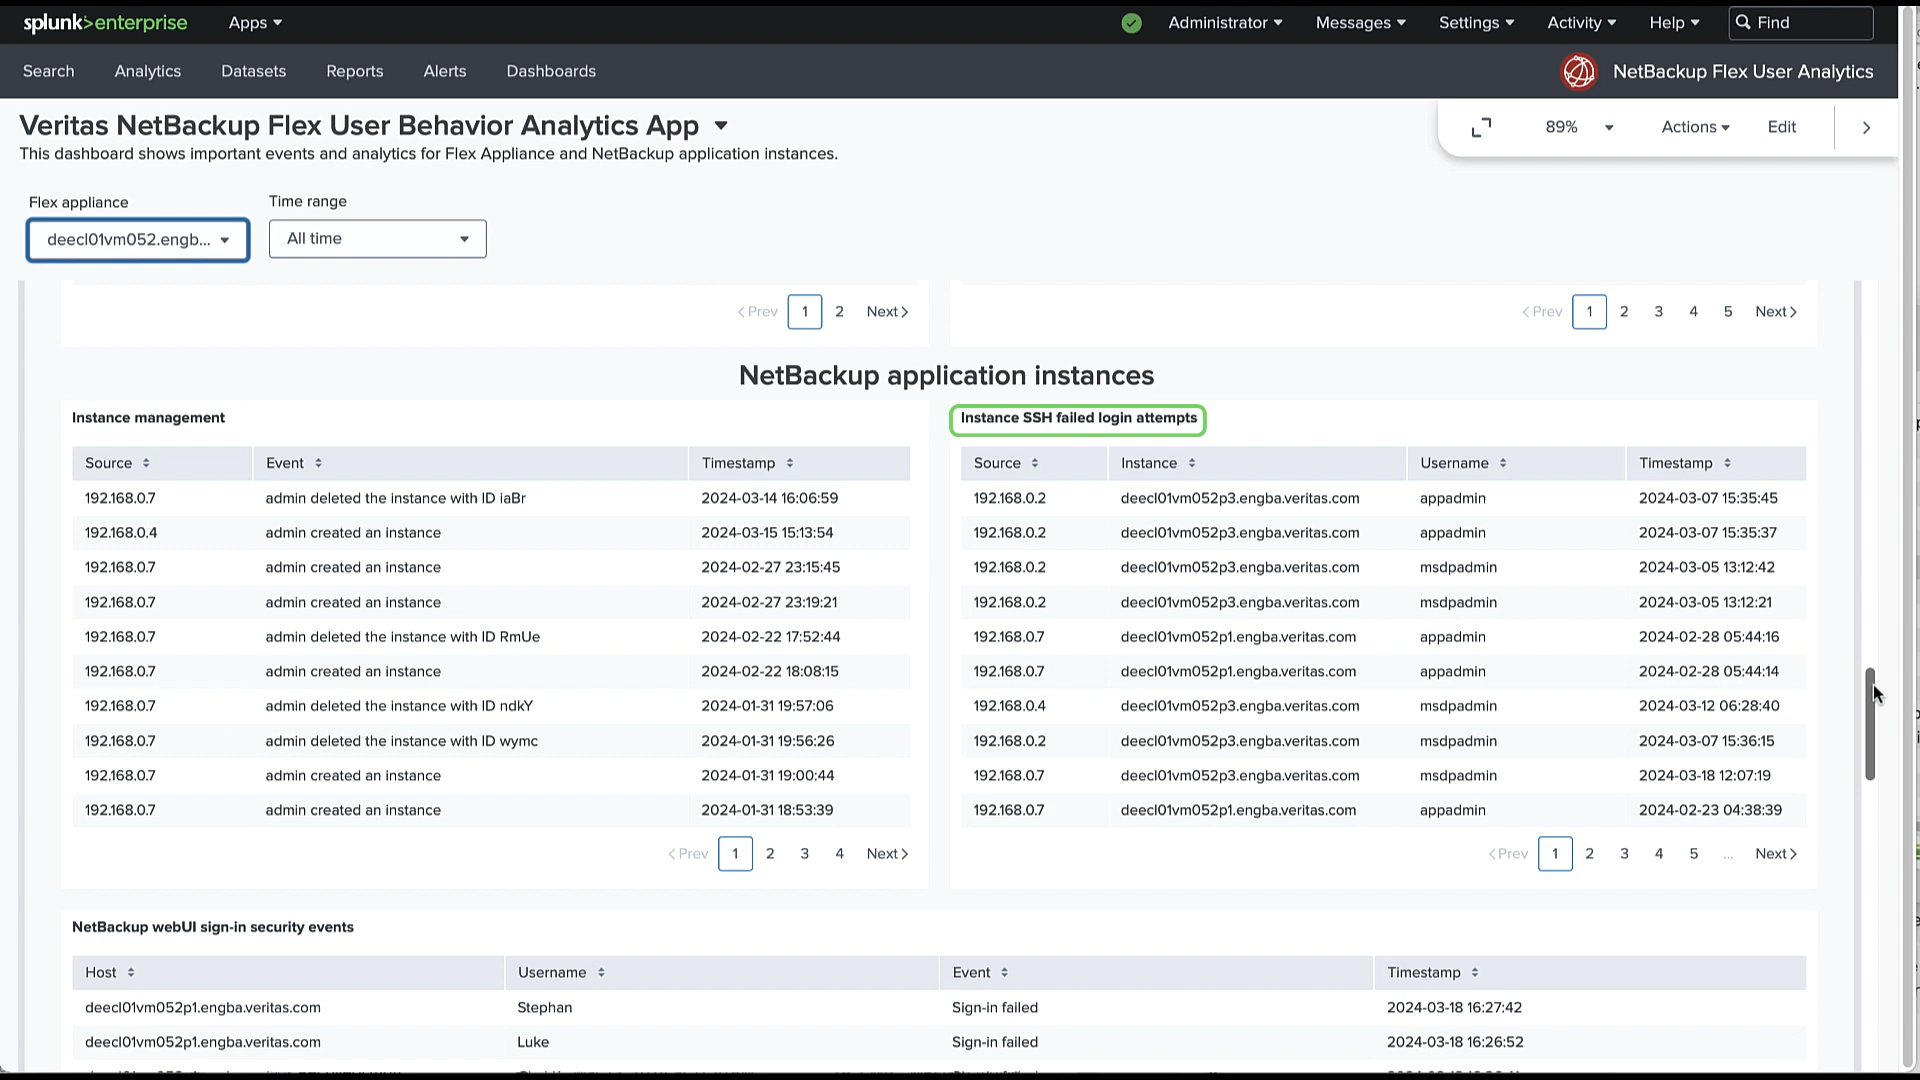 splunk>enterprise Apps Administrator Messages Settings Activity Help Find
Search Analytics Datasets Reports Alerts Dashboards NetBackup Flex User Analytics
Veritas NetBackup Flex User Behavior Analytics App
89% Actions Edit
This dashboard shows important events and analytics for Flex Appliance and NetBackup application instances.
Flex appliance Time range
deecl01vm052.engb... All time
< Prev 1 2 Next > < Prev 1 2 3 4 5 Next >
NetBackup application instances
Instance management
Source Event Timestamp
192.168.0.7 admin deleted the instance with ID iaBr 2024-03-14 16:06:59
192.168.0.4 admin created an instance 2024-03-15 15:13:54
192.168.0.7 admin created an instance 2024-02-27 23:15:45
192.168.0.7 admin created an instance 2024-02-27 23:19:21
192.168.0.7 admin deleted the instance with ID RmUe 2024-02-22 17:52:44
192.168.0.7 admin created an instance 2024-02-22 18:08:15
192.168.0.7 admin deleted the instance with ID ndkY 2024-01-31 19:57:06
192.168.0.7 admin deleted the instance with ID wymc 2024-01-31 19:56:26
192.168.0.7 admin created an instance 2024-01-31 19:00:44
192.168.0.7 admin created an instance 2024-01-31 18:53:39
< Prev 1 2 3 4 Next >
Instance SSH failed login attempts
Source Instance Username Timestamp
192.168.0.2 deecl01vm052p3.engba.veritas.com appadmin 2024-03-07 15:35:45
192.168.0.2 deecl01vm052p3.engba.veritas.com appadmin 2024-03-07 15:35:37
192.168.0.2 deecl01vm052p3.engba.veritas.com msdpadmin 2024-03-05 13:12:42
192.168.0.2 deecl01vm052p3.engba.veritas.com msdpadmin 2024-03-05 13:12:21
192.168.0.7 deecl01vm052p1.engba.veritas.com appadmin 2024-02-28 05:44:16
192.168.0.7 deecl01vm052p1.engba.veritas.com appadmin 2024-02-28 05:44:14
192.168.0.4 deecl01vm052p3.engba.veritas.com msdpadmin 2024-03-12 06:28:40
192.168.0.2 deecl01vm052p3.engba.veritas.com msdpadmin 2024-03-07 15:36:15
192.168.0.7 deecl01vm052p3.engba.veritas.com msdpadmin 2024-03-18 12:07:19
192.168.0.7 deecl01vm052p1.engba.veritas.com appadmin 2024-02-23 04:38:39
< Prev 1 2 3 4 5 ... Next >
NetBackup webUI sign-in security events
Host Username Event Timestamp
deecl01vm052p1.engba.veritas.com Stephan Sign-in failed 2024-03-18 16:27:42
deecl01vm052p1.engba.veritas.com Luke Sign-in failed 2024-03-18 16:26:52